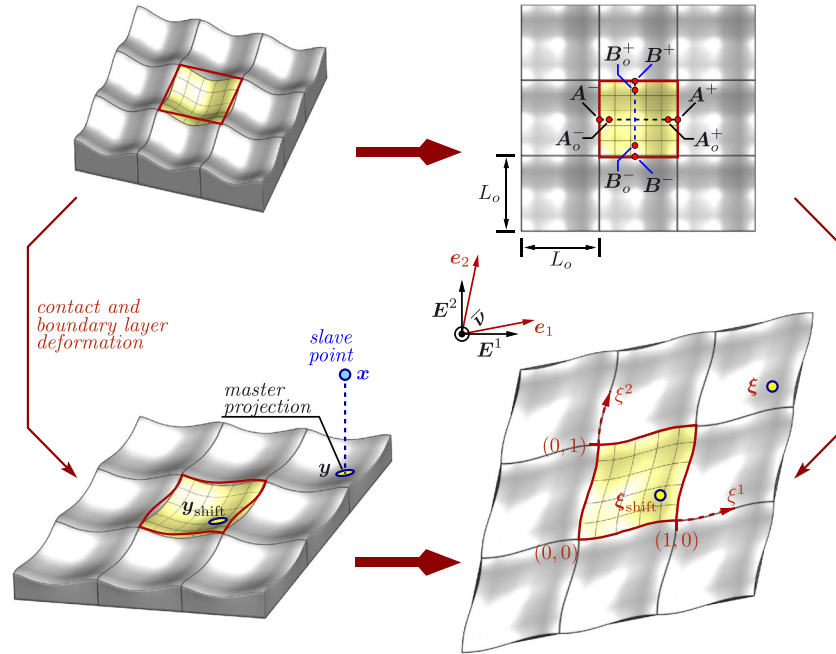 B_o^+ B^+
A^- A^+
A_o^- A_o^+
B_o^- B^-
L_o
L_o
e_2
E^2 ν̄
e_1
E^1
contact and
boundary layer
deformation
slave
point
x
master
projection
y
y_shift
ξ^2
ξ
(0, 1)
ξ_shift
ξ^1
(0, 0)
(1, 0)